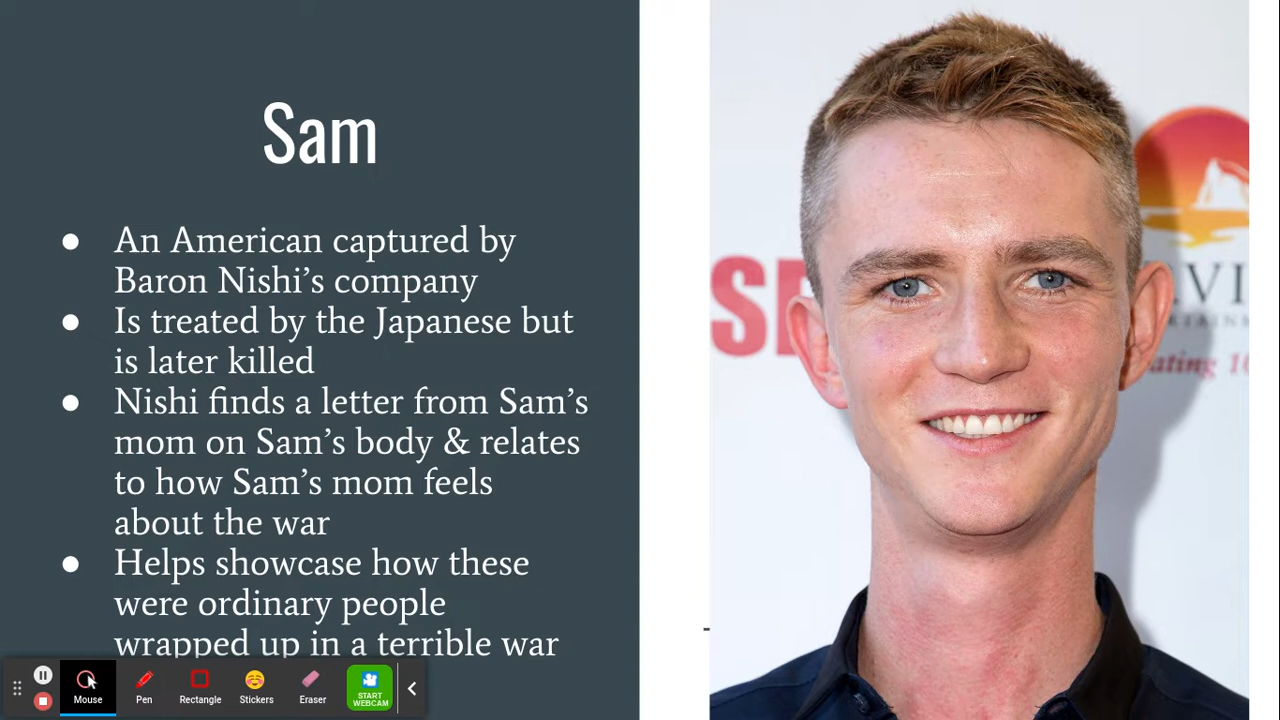 Sam
● An American captured by
Baron Nishi’s company
● Is treated by the Japanese but
is later killed
● Nishi finds a letter from Sam’s
mom on Sam’s body & relates
to how Sam’s mom feels
about the war
● Helps showcase how these
were ordinary people
wrapped up in a terrible war
Mouse
Pen
Rectangle
Stickers
Eraser
START
WEBCAM